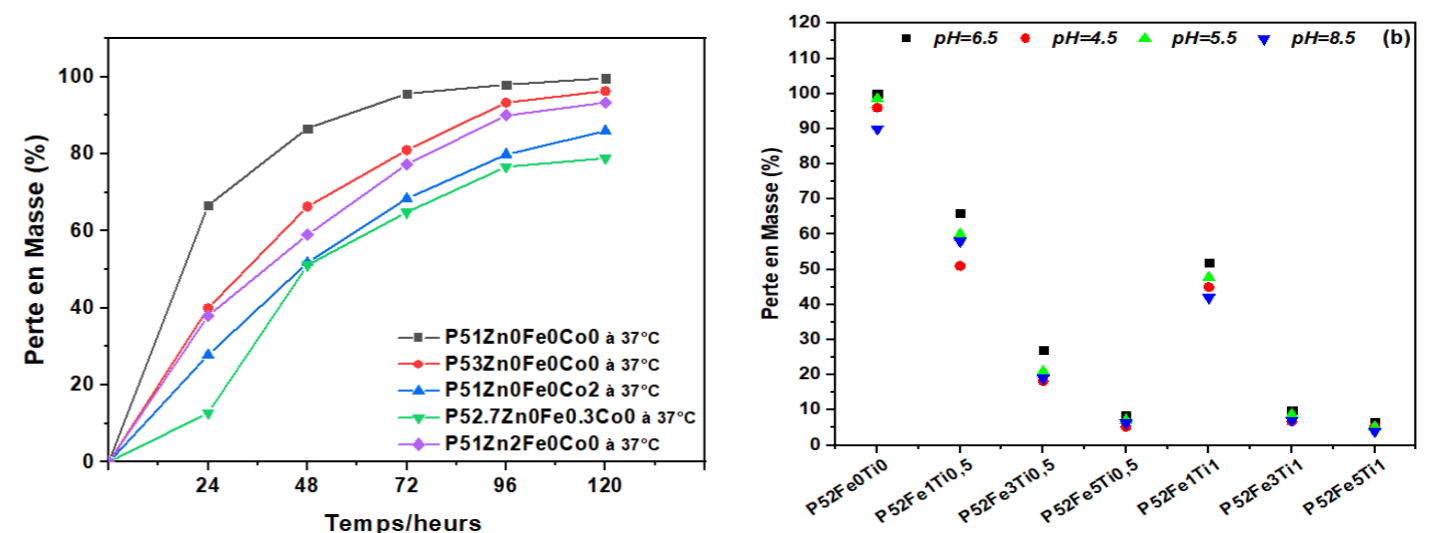 Perte en Masse (%)
100
80
60
40
20
0
24 48 72 96 120
Temps/heurs
P51Zn0Fe0Co0 à 37°C
P53Zn0Fe0Co0 à 37°C
P51Zn0Fe0Co2 à 37°C
P52.7Zn0Fe0.3Co0 à 37°C
P51Zn2Fe0Co0 à 37°C
Perte en Masse (%)
120
110
100
90
80
70
60
50
40
30
20
10
0
pH=6.5 pH=4.5 pH=5.5 pH=8.5 (b)
P52Fe0Ti0
P52Fe1Ti0,5
P52Fe3Ti0,5
P52Fe5Ti0,5
P52Fe1Ti1
P52Fe3Ti1
P52Fe5Ti1